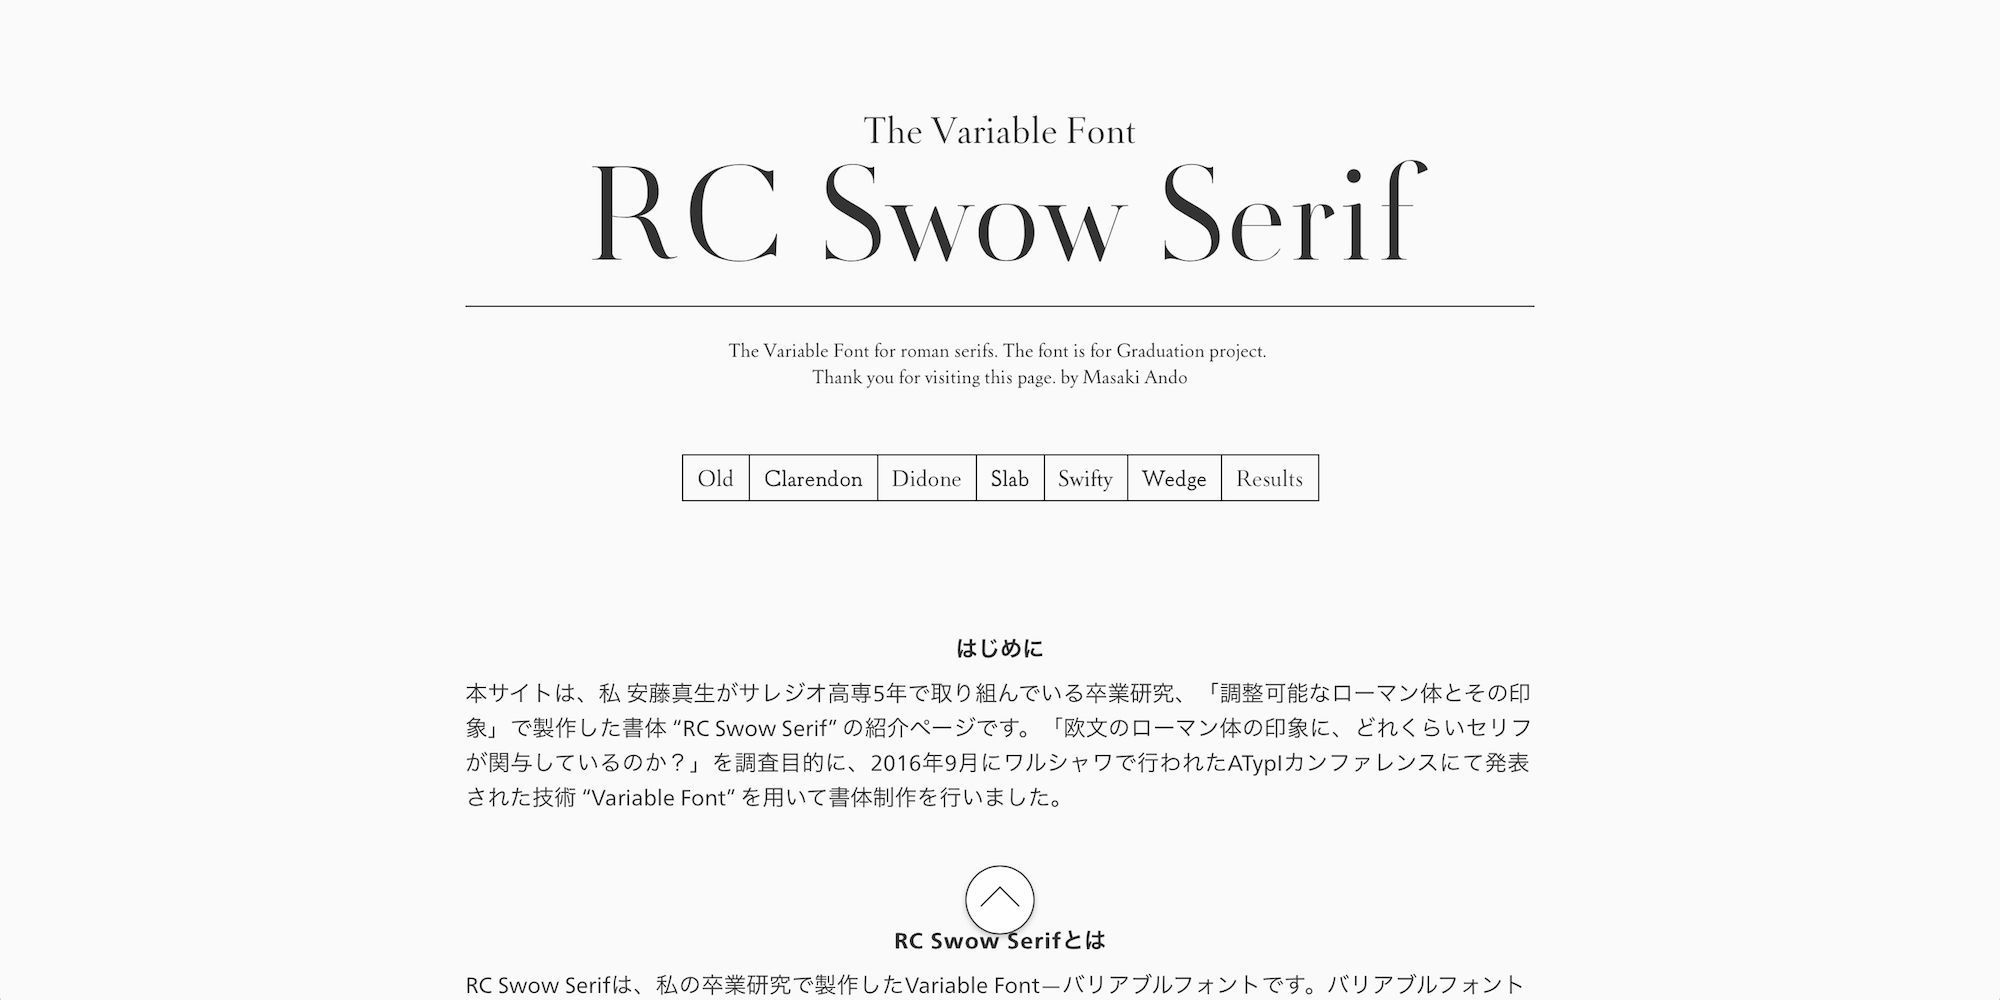 The Variable Font
RC Swow Serif
The Variable Font for roman serifs. The font is for Graduation project.
Thank you for visiting this page. by Masaki Ando
Old Clarendon Didone Slab Swifty Wedge Results
はじめに
本サイトは、私 安藤真生がサレジオ高専5年で取り組んでいる卒業研究、「調整可能なローマン体とその印
象」で製作した書体 “RC Swow Serif” の紹介ページです。「欧文のローマン体の印象に、どれくらいセリフ
が関与しているのか？」を調査目的に、2016年9月にワルシャワで行われたATypIカンファレンスにて発表
された技術 “Variable Font” を用いて書体制作を行いました。
RC Swow Serifとは
RC Swow Serifは、私の卒業研究で製作したVariable Font—バリアブルフォントです。バリアブルフォント